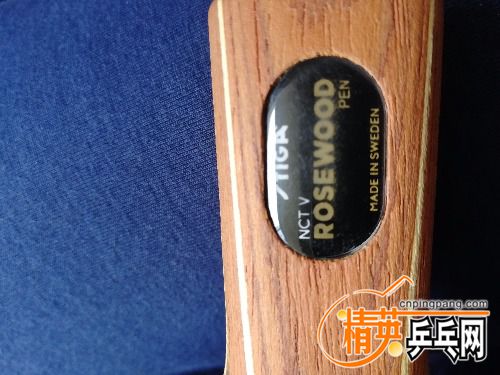 STIGA
NCT V
ROSEWOOD
PEN
MADE IN SWEDEN
cnpingpang.com
精英乒乓网